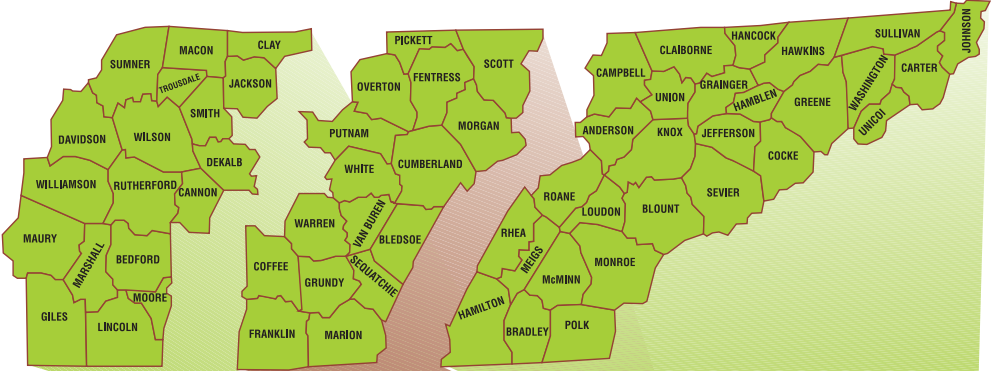 SUMNER
MACON
CLAY
TROUSDALE
JACKSON
SMITH
DAVIDSON
WILSON
DEKALB
WILLIAMSON
RUTHERFORD
CANNON
MAURY
MARSHALL
BEDFORD
MOORE
GILES
LINCOLN
PICKETT
SCOTT
OVERTON
FENTRESS
MORGAN
PUTNAM
WHITE
CUMBERLAND
WARREN
VAN BUREN
BLEDSOE
COFFEE
GRUNDY
SEQUATCHIE
FRANKLIN
MARION
CAMPBELL
CLAIBORNE
HANCOCK
HAWKINS
SULLIVAN
JOHNSON
UNION
GRAINGER
HAMBLEN
GREENE
WASHINGTON
CARTER
UNICOI
ANDERSON
KNOX
JEFFERSON
COCKE
ROANE
LOUDON
BLOUNT
SEVIER
RHEA
MEIGS
McMINN
MONROE
HAMILTON
BRADLEY
POLK